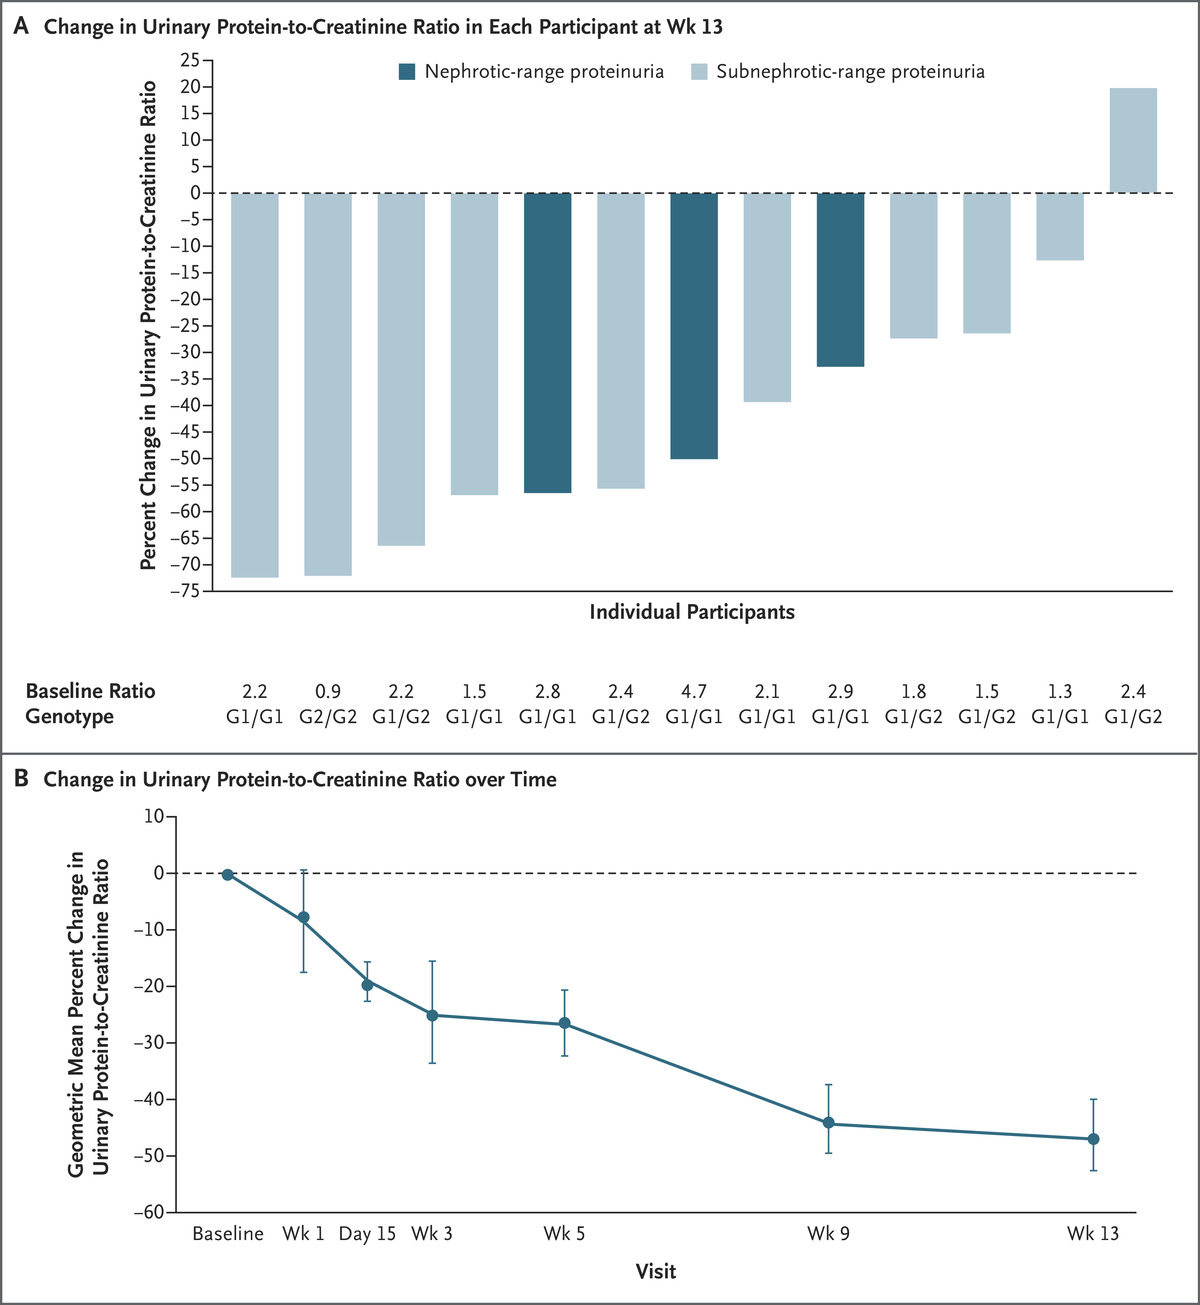 A Change in Urinary Protein-to-Creatinine Ratio in Each Participant at Wk 13
Nephrotic-range proteinuria Subnephrotic-range proteinuria
Percent Change in Urinary Protein-to-Creatinine Ratio
25
20
15
10
5
0
–5
–10
–15
–20
–25
–30
–35
–40
–45
–50
–55
–60
–65
–70
–75
Individual Participants
Baseline Ratio 2.2 0.9 2.2 1.5 2.8 2.4 4.7 2.1 2.9 1.8 1.5 1.3 2.4
Genotype G1/G1 G2/G2 G1/G2 G1/G1 G1/G1 G1/G2 G1/G1 G1/G1 G1/G1 G1/G2 G1/G2 G1/G1 G1/G2
B Change in Urinary Protein-to-Creatinine Ratio over Time
Geometric Mean Percent Change in
Urinary Protein-to-Creatinine Ratio
10
0
–10
–20
–30
–40
–50
–60
Baseline Wk 1 Day 15 Wk 3 Wk 5 Wk 9 Wk 13
Visit